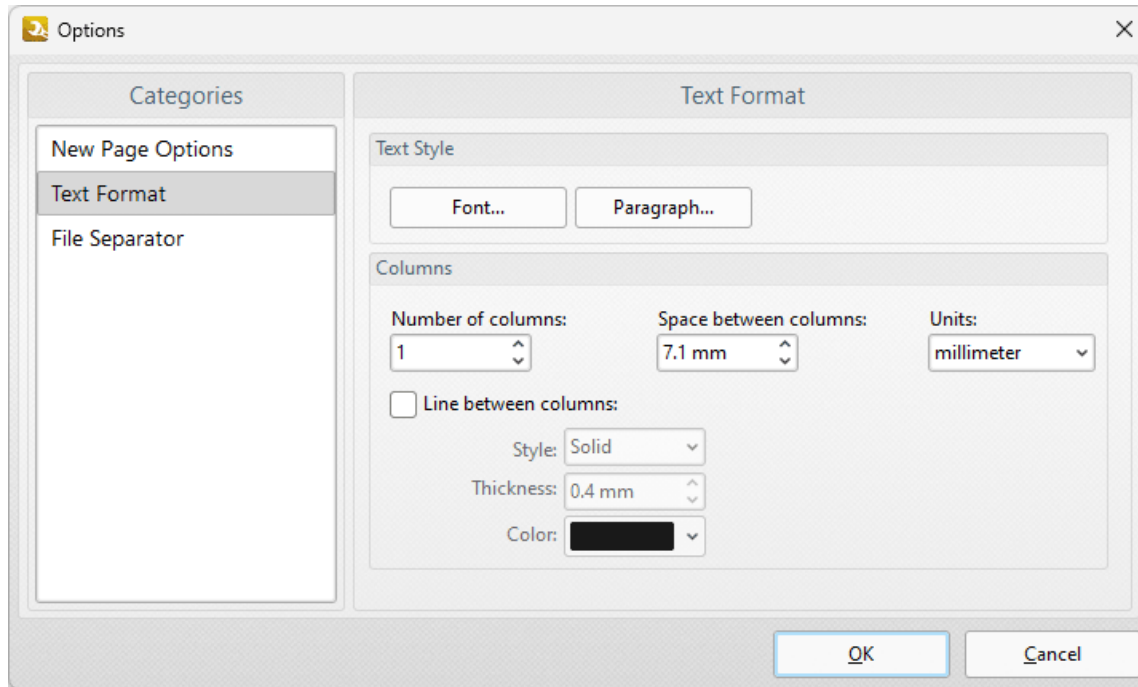 Options
Categories
New Page Options
Text Format
File Separator
Text Format
Text Style
Font... Paragraph...
Columns
Number of columns: Space between columns: Units:
1 7.1 mm millimeter
Line between columns:
Style: Solid
Thickness: 0.4 mm
Color:
OK Cancel